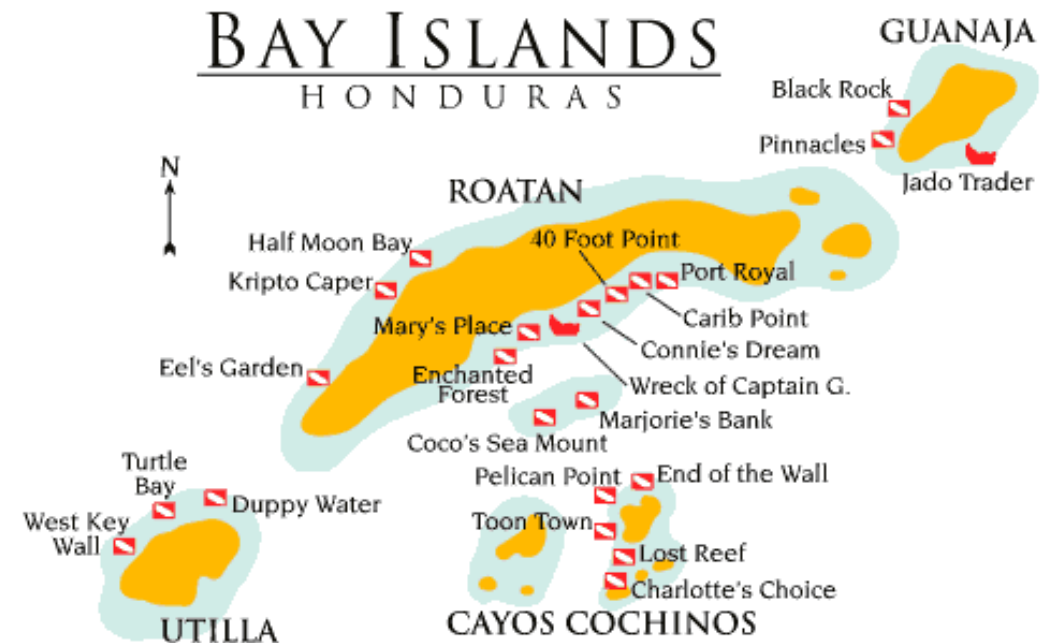 BAY ISLANDS
HONDURAS
GUANAJA
Black Rock
Pinnacles
Jado Trader
N
ROATAN
Half Moon Bay
40 Foot Point
Kripto Caper
Port Royal
Mary's Place
Carib Point
Connie's Dream
Eel's Garden
Enchanted
Forest
Wreck of Captain G.
Marjorie's Bank
Coco's Sea Mount
Turtle
Bay
Duppy Water
West Key
Wall
UTILLA
Pelican Point
End of the Wall
Toon Town
Lost Reef
Charlotte's Choice
CAYOS COCHINOS